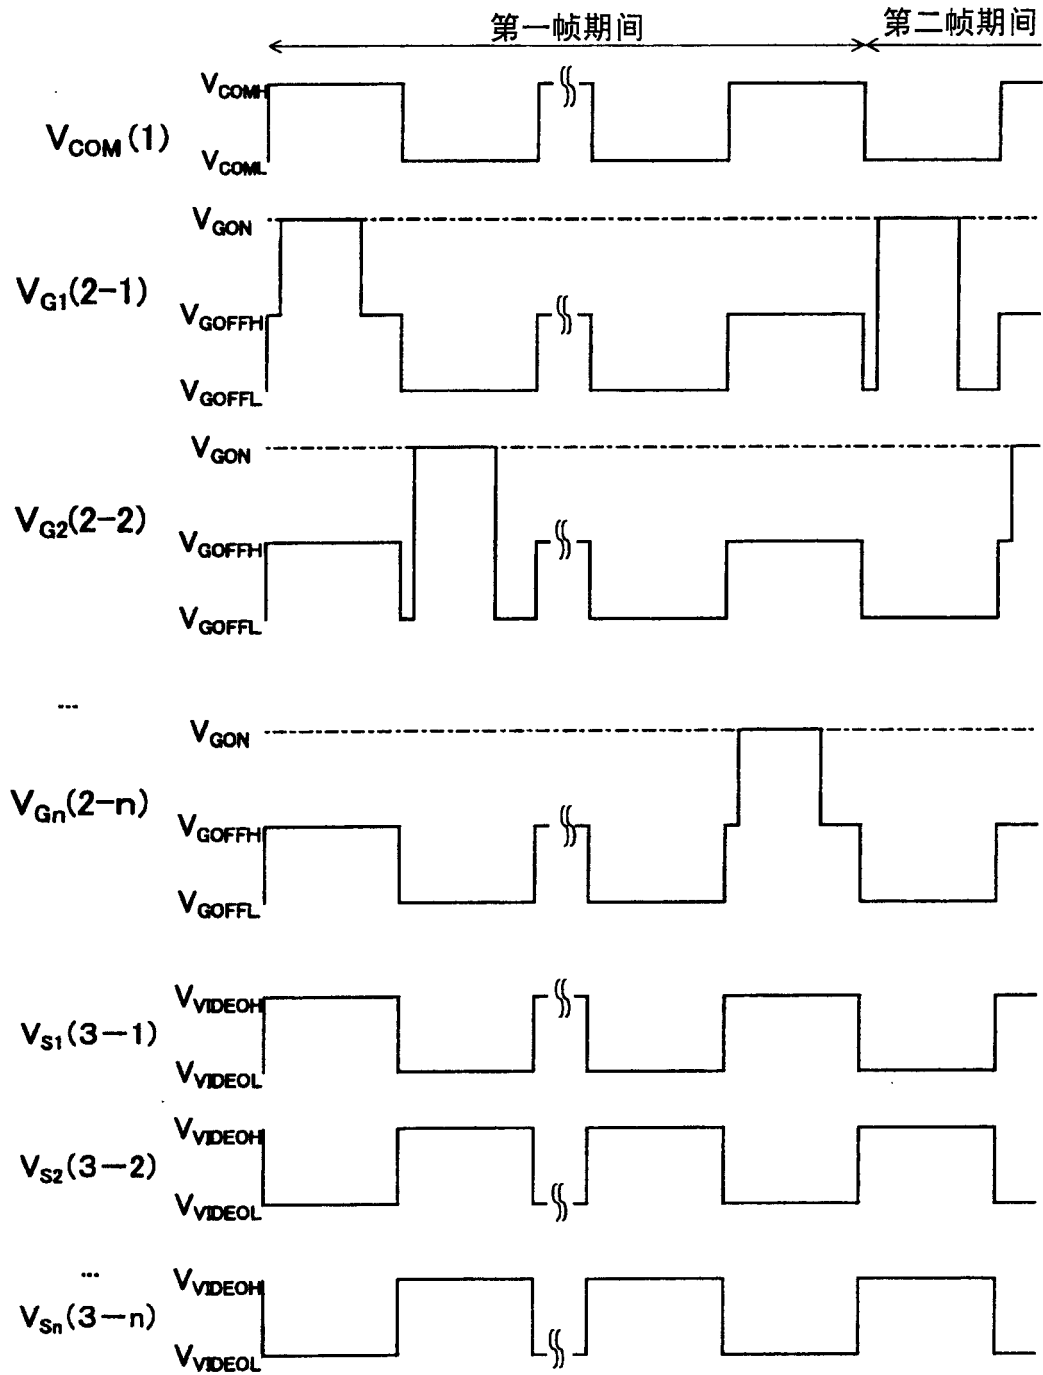 第一帧期间
第二帧期间
VCOMH
VCOM(1)
VCOML
VGON
VG1(2-1)
VGOFFH
VGOFFL
VGON
VG2(2-2)
VGOFFH
VGOFFL
...
VGON
VGn(2-n)
VGOFFH
VGOFFL
VVIDEOH
VS1(3-1)
VVIDEOL
VVIDEOH
VS2(3-2)
VVIDEOL
...
VVIDEOH
VSn(3-n)
VVIDEOL